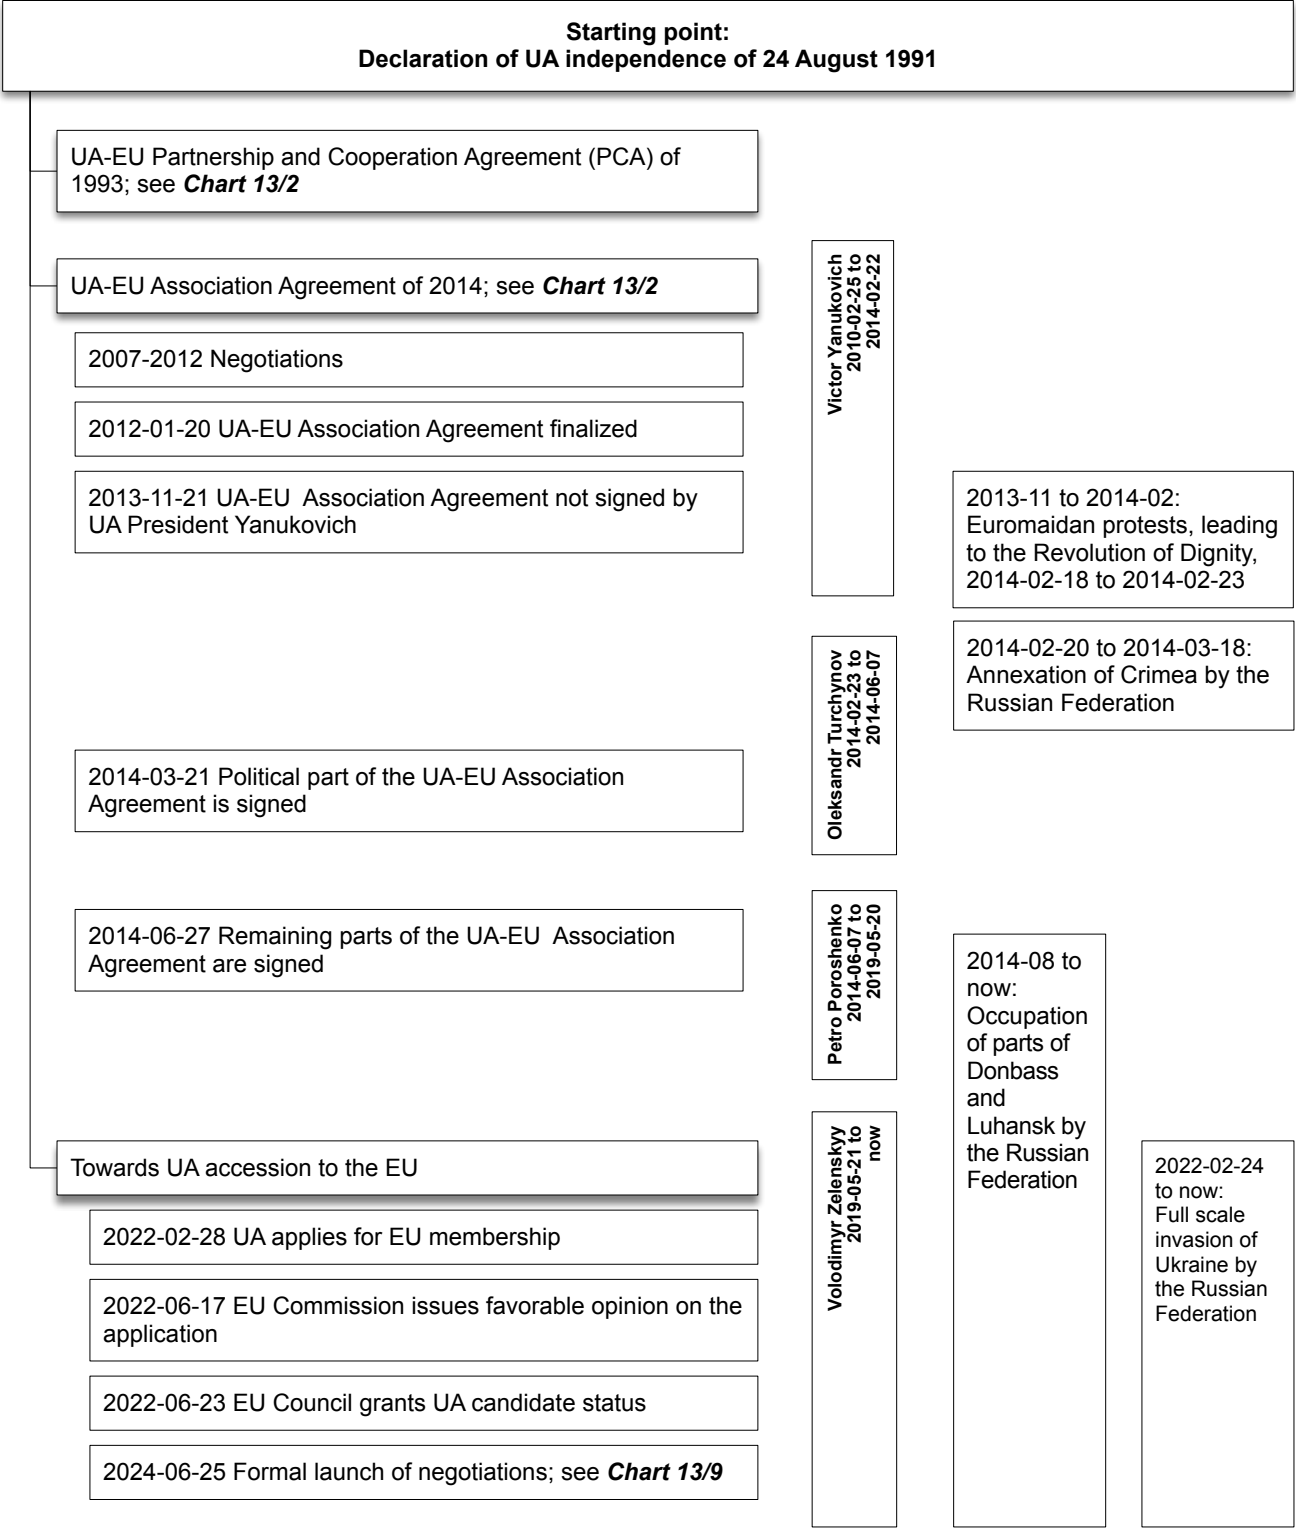 Starting point:
Declaration of UA independence of 24 August 1991
UA-EU Partnership and Cooperation Agreement (PCA) of
1993; see Chart 13/2
UA-EU Association Agreement of 2014; see Chart 13/2
2007-2012 Negotiations
2012-01-20 UA-EU Association Agreement finalized
2013-11-21 UA-EU  Association Agreement not signed by
UA President Yanukovich
Victor Yanukovich
2010-02-25 to
2014-02-22
2013-11 to 2014-02:
Euromaidan protests, leading
to the Revolution of Dignity,
2014-02-18 to 2014-02-23
2014-02-20 to 2014-03-18:
Annexation of Crimea by the
Russian Federation
Oleksandr Turchynov
2014-02-23 to
2014-06-07
2014-03-21 Political part of the UA-EU Association
Agreement is signed
2014-06-27 Remaining parts of the UA-EU  Association
Agreement are signed
Petro Poroshenko
2014-06-07 to
2019-05-20
2014-08 to
now:
Occupation
of parts of
Donbass
and
Luhansk by
the Russian
Federation
Towards UA accession to the EU
2022-02-28 UA applies for EU membership
2022-06-17 EU Commission issues favorable opinion on the
application
2022-06-23 EU Council grants UA candidate status
2024-06-25 Formal launch of negotiations; see Chart 13/9
Volodimyr Zelenskyy
2019-05-21 to
now
2022-02-24
to now:
Full scale
invasion of
Ukraine by
the Russian
Federation